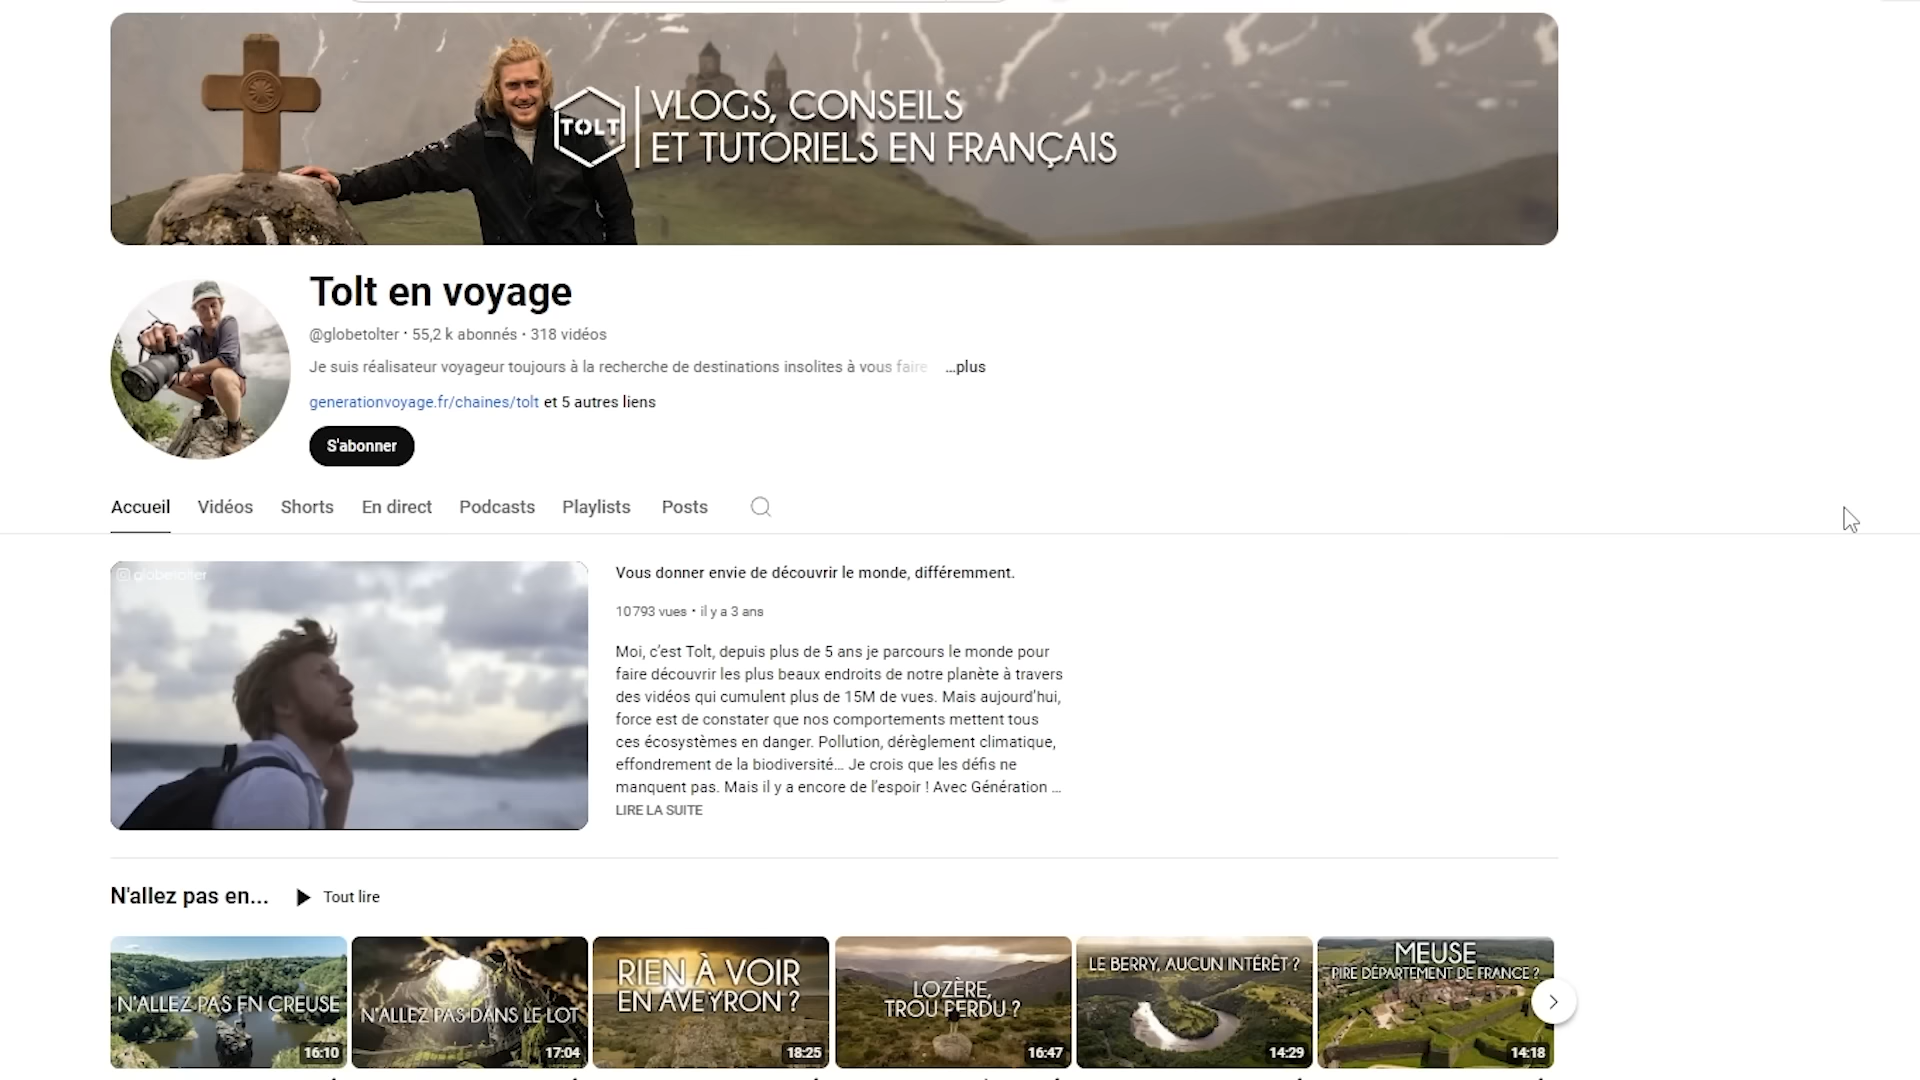 TOLT
VLOGS, CONSEILS
ET TUTORIELS EN FRANÇAIS
Tolt en voyage
@globetolter • 55,2 k abonnés • 318 vidéos
Je suis réalisateur voyageur toujours à la recherche de destinations insolites à vous faire ...plus
generationvoyage.fr/chaines/tolt et 5 autres liens
S'abonner
Accueil Vidéos Shorts En direct Podcasts Playlists Posts
globetolter
Vous donner envie de découvrir le monde, différemment.
10 793 vues • il y a 3 ans
Moi, c’est Tolt, depuis plus de 5 ans je parcours le monde pour
faire découvrir les plus beaux endroits de notre planète à travers
des vidéos qui cumulent plus de 15M de vues. Mais aujourd’hui,
force est de constater que nos comportements mettent tous
ces écosystèmes en danger. Pollution, dérèglement climatique,
effondrement de la biodiversité… Je crois que les défis ne
manquent pas. Mais il y a encore de l’espoir ! Avec Génération ...
LIRE LA SUITE
N'allez pas en... Tout lire
N'ALLEZ PAS EN CREUSE
16:10
N'ALLEZ PAS DANS LE LOT
17:04
RIEN À VOIR
EN AVEYRON ?
18:25
LOZÈRE,
TROU PERDU ?
16:47
LE BERRY, AUCUN INTÉRÊT ?
14:29
MEUSE
PIRE DÉPARTEMENT DE FRANCE ?
14:18